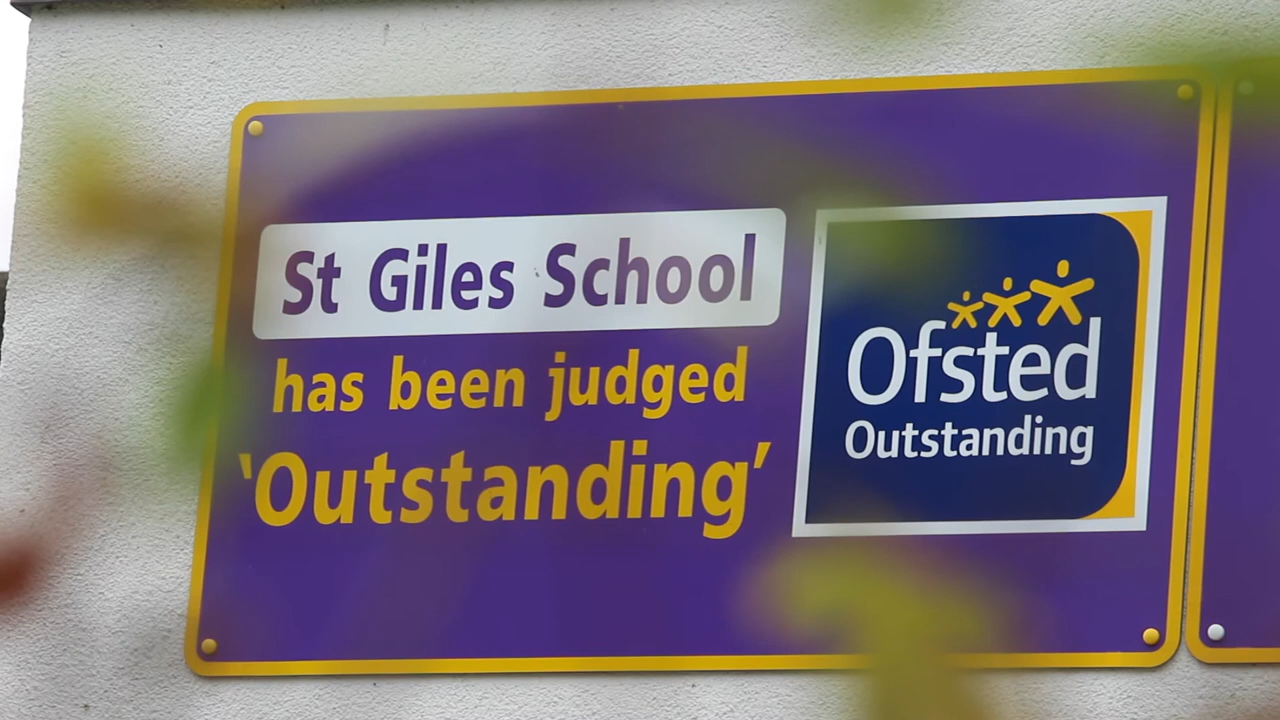 St Giles School
has been judged
‘Outstanding’
Ofsted
Outstanding